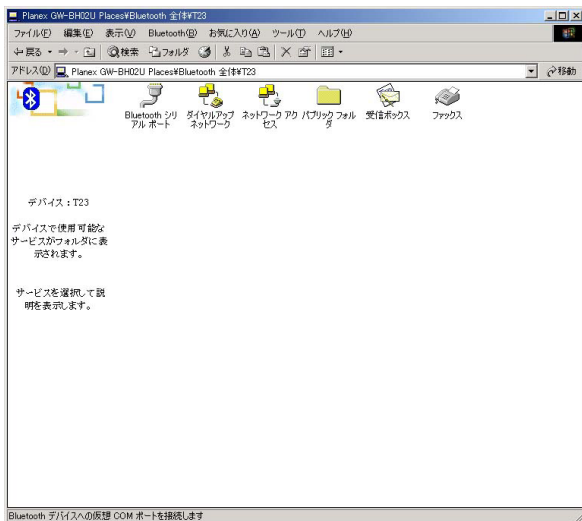 Planex GW-BH02U Places¥Bluetooth 全体¥T23
ファイル(F) 編集(E) 表示(V) Bluetooth(B) お気に入り(A) ツール(T) ヘルプ(H)
戻る 検索 フォルダ
アドレス(D) Planex GW-BH02U Places¥Bluetooth 全体¥T23 移動
Bluetooth シリ ダイヤルアップ ネットワーク アク パブリック フォル 受信ボックス ファックス
アル ポート ネットワーク セス ダ
デバイス : T23
デバイスで使用可能な
サービスがフォルダに表
示されます。
サービスを選択して説
明を表示します。
Bluetooth デバイスへの仮想 COM ポートを接続します